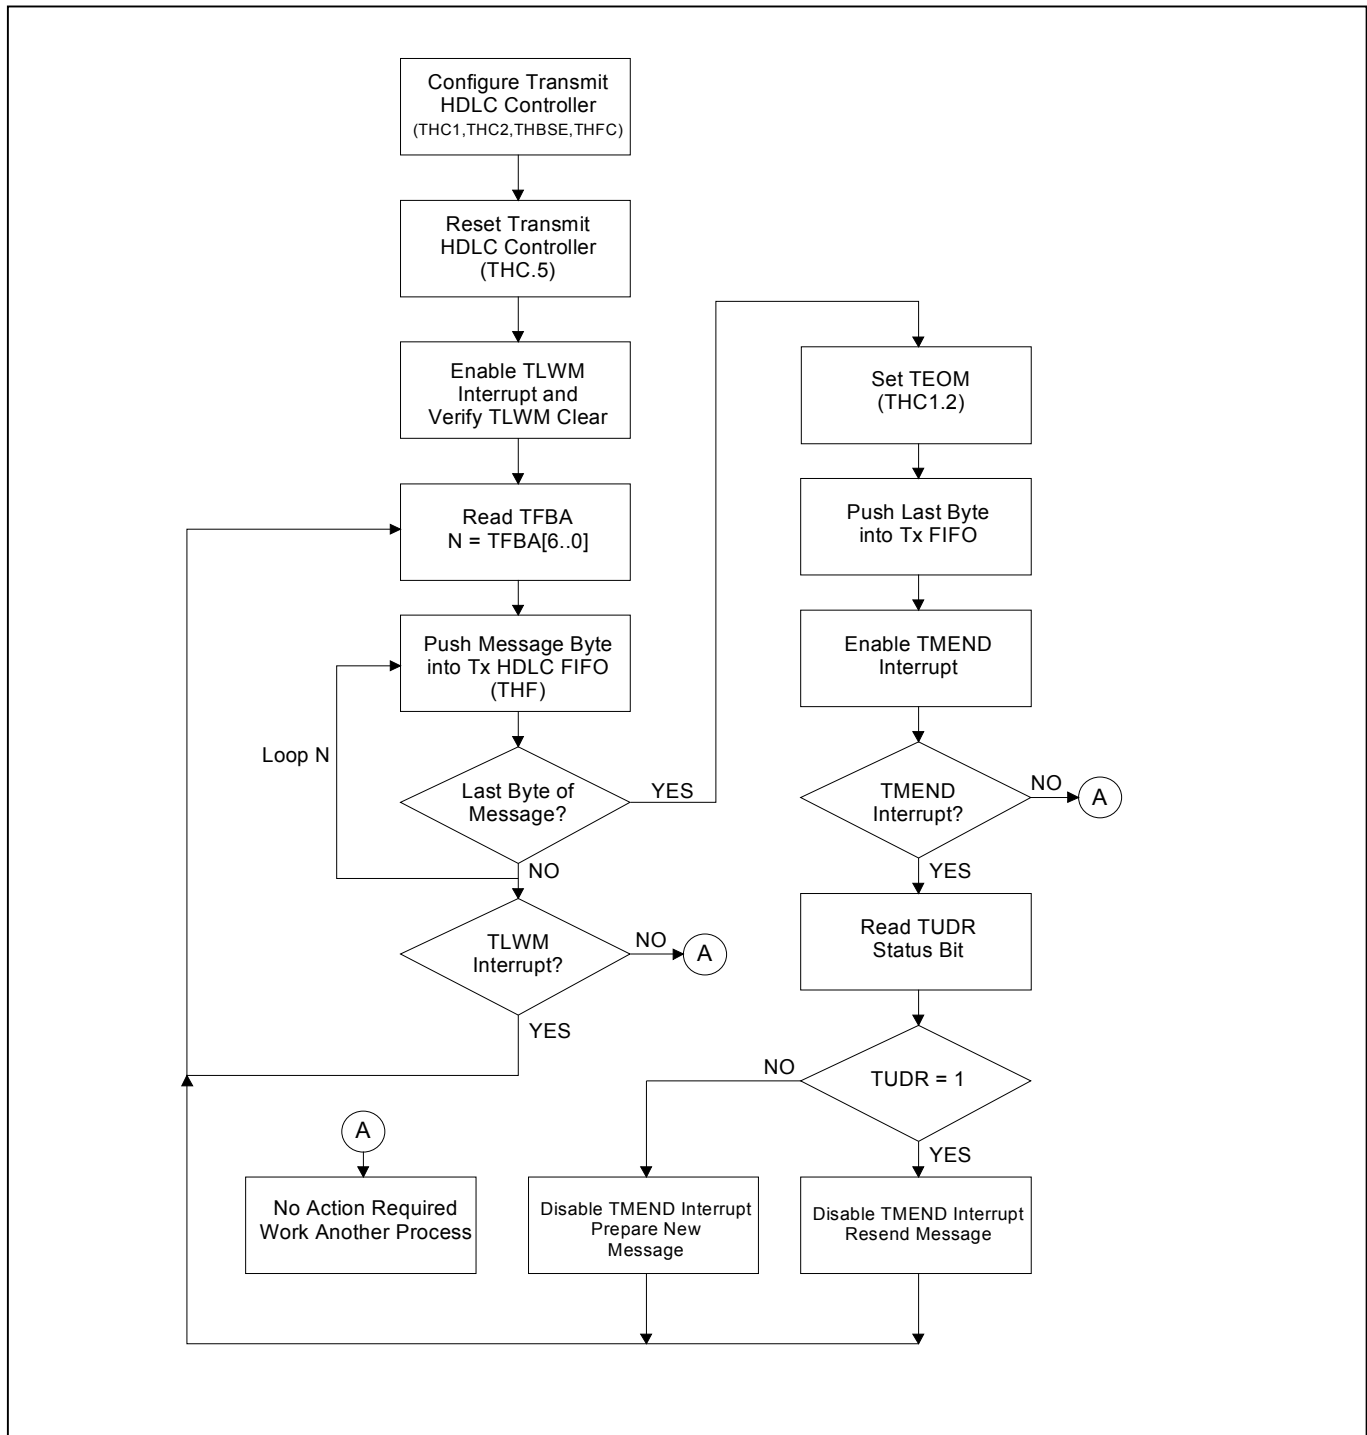 Configure Transmit
HDLC Controller
(THC1,THC2,THBSE,THFC)
Reset Transmit
HDLC Controller
(THC.5)
Enable TLWM
Interrupt and
Verify TLWM Clear
Read TFBA
N = TFBA[6..0]
Push Message Byte
into Tx HDLC FIFO
(THF)
Loop N
Last Byte of
Message?
YES
NO
TLWM
Interrupt?
NO
A
YES
A
No Action Required
Work Another Process
Set TEOM
(THC1.2)
Push Last Byte
into Tx FIFO
Enable TMEND
Interrupt
TMEND
Interrupt?
NO
A
YES
Read TUDR
Status Bit
TUDR = 1
NO
YES
Disable TMEND Interrupt
Prepare New
Message
Disable TMEND Interrupt
Resend Message